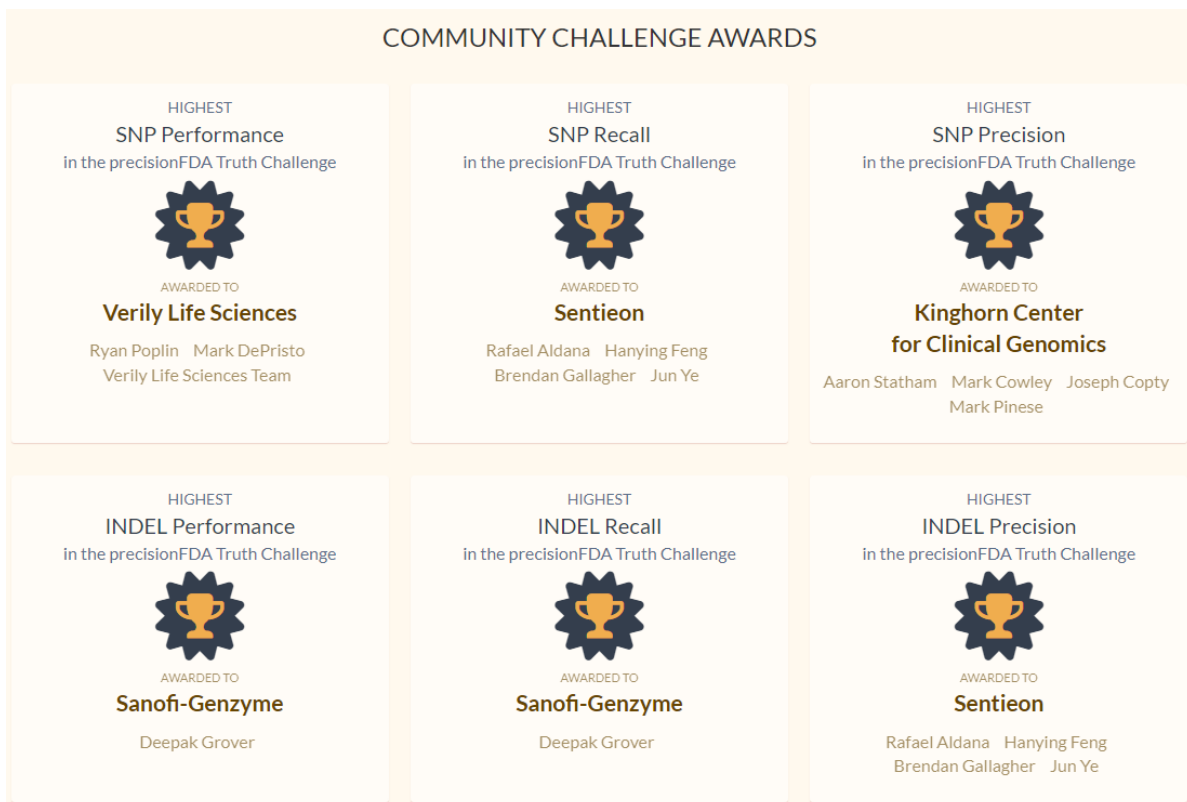 COMMUNITY CHALLENGE AWARDS
HIGHEST
SNP Performance
in the precisionFDA Truth Challenge
AWARDED TO
Verily Life Sciences
Ryan Poplin Mark DePristo
Verily Life Sciences Team
HIGHEST
SNP Recall
in the precisionFDA Truth Challenge
AWARDED TO
Sentieon
Rafael Aldana Hanying Feng
Brendan Gallagher Jun Ye
HIGHEST
SNP Precision
in the precisionFDA Truth Challenge
AWARDED TO
Kinghorn Center
for Clinical Genomics
Aaron Statham Mark Cowley Joseph Copty
Mark Pinese
HIGHEST
INDEL Performance
in the precisionFDA Truth Challenge
AWARDED TO
Sanofi-Genzyme
Deepak Grover
HIGHEST
INDEL Recall
in the precisionFDA Truth Challenge
AWARDED TO
Sanofi-Genzyme
Deepak Grover
HIGHEST
INDEL Precision
in the precisionFDA Truth Challenge
AWARDED TO
Sentieon
Rafael Aldana Hanying Feng
Brendan Gallagher Jun Ye